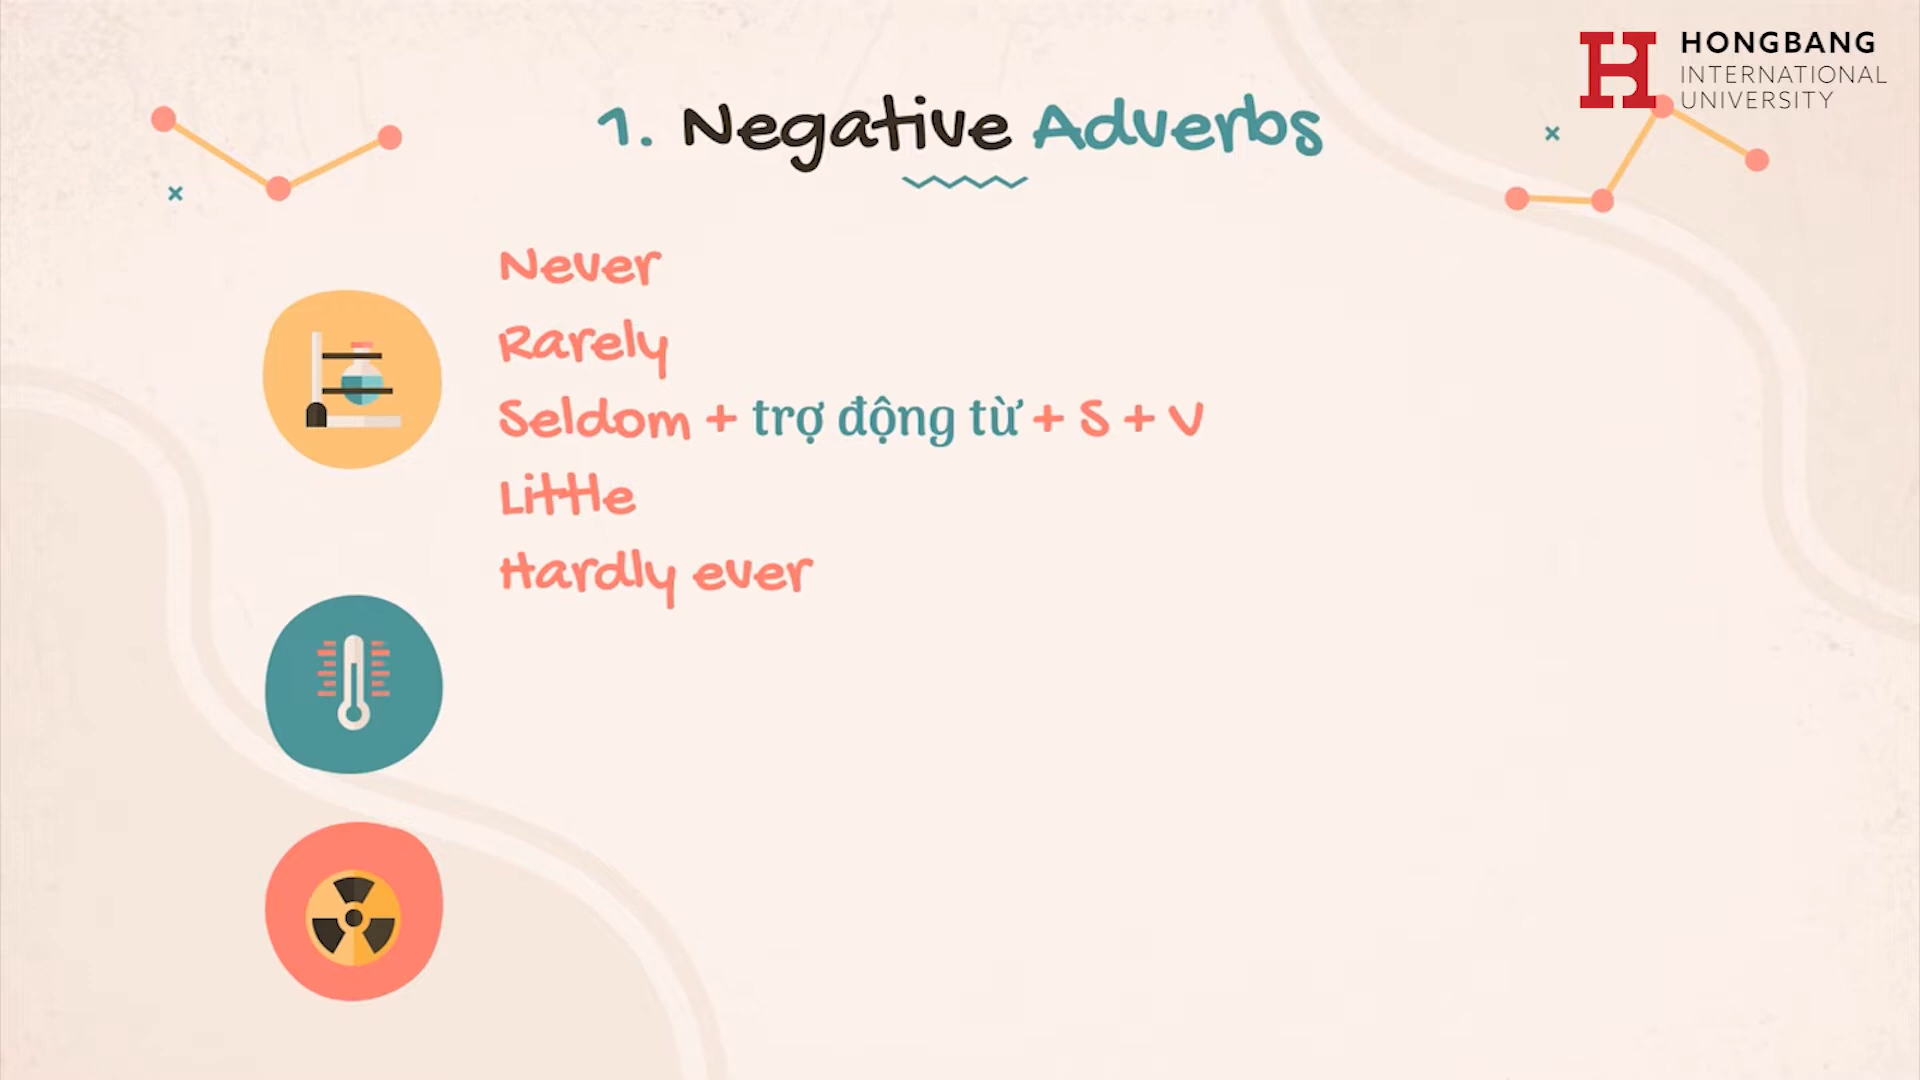 HONGBANG
INTERNATIONAL
UNIVERSITY
1. Negative Adverbs
Never
Rarely
Seldom + trợ động từ + S + V
Little
Hardly ever